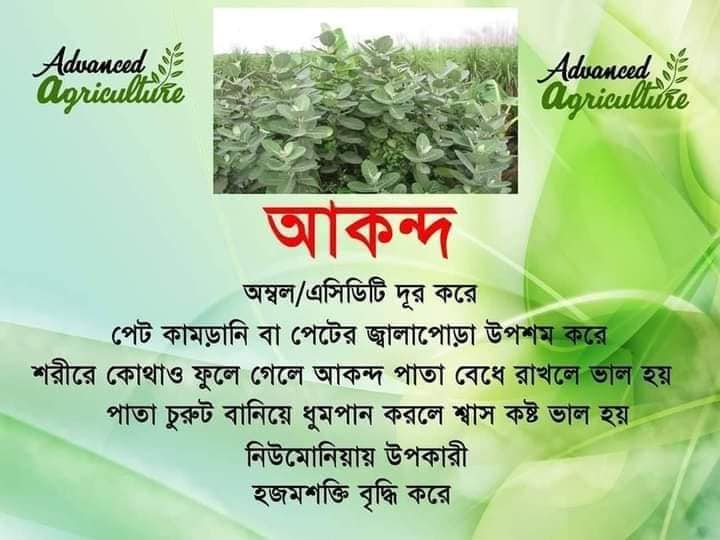 Advanced
Agriculture
Advanced
Agriculture
আকন্দ
অম্বল/এসিডিটি দূর করে
পেট কামড়ানি বা পেটের জ্বালাপোড়া উপশম করে
শরীরে কোথাও ফুলে গেলে আকন্দ পাতা বেধে রাখলে ভাল হয়
পাতা চুরুট বানিয়ে ধুমপান করলে শ্বাস কষ্ট ভাল হয়
নিউমোনিয়ায় উপকারী
হজমশক্তি বৃদ্ধি করে